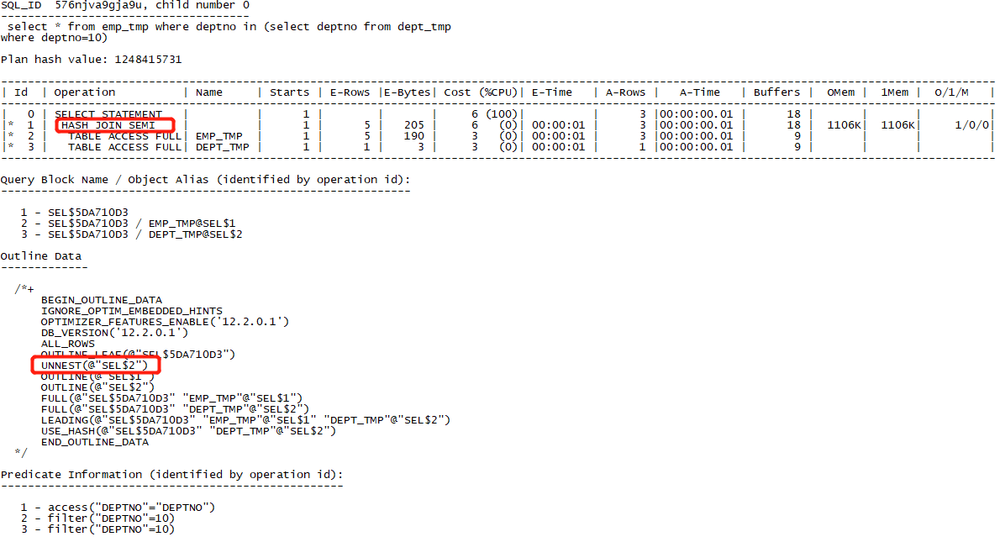 SQL_ID  576njva9gja9u, child number 0
-------------------------------------
 select * from emp_tmp where deptno in (select deptno from dept_tmp
where deptno=10)
Plan hash value: 1248415731
| Id  | Operation          | Name     | Starts | E-Rows |E-Bytes| Cost (%CPU)| E-Time   | A-Rows |   A-Time   | Buffers |  OMem |  1Mem |  O/1/M   |
|   0 | SELECT STATEMENT   |          |      1 |        |       |     6 (100)|          |      3 |00:00:00.01 |      18 |       |       |          |
|*  1 |  HASH JOIN SEMI    |          |      1 |      5 |   205 |     6   (0)| 00:00:01 |      3 |00:00:00.01 |      18 |  1106K|  1106K|     1/0/0|
|*  2 |   TABLE ACCESS FULL| EMP_TMP  |      1 |      5 |   190 |     3   (0)| 00:00:01 |      3 |00:00:00.01 |       9 |       |       |          |
|*  3 |   TABLE ACCESS FULL| DEPT_TMP |      1 |      1 |     3 |     3   (0)| 00:00:01 |      1 |00:00:00.01 |       9 |       |       |          |
Query Block Name / Object Alias (identified by operation id):
-------------------------------------------------------------
   1 - SEL$5DA710D3
   2 - SEL$5DA710D3 / EMP_TMP@SEL$1
   3 - SEL$5DA710D3 / DEPT_TMP@SEL$2
Outline Data
-------------
  /*+
      BEGIN_OUTLINE_DATA
      IGNORE_OPTIM_EMBEDDED_HINTS
      OPTIMIZER_FEATURES_ENABLE('12.2.0.1')
      DB_VERSION('12.2.0.1')
      ALL_ROWS
      OUTLINE_LEAF(@"SEL$5DA710D3")
      UNNEST(@"SEL$2")
      OUTLINE(@"SEL$1")
      OUTLINE(@"SEL$2")
      FULL(@"SEL$5DA710D3" "EMP_TMP"@"SEL$1")
      FULL(@"SEL$5DA710D3" "DEPT_TMP"@"SEL$2")
      LEADING(@"SEL$5DA710D3" "EMP_TMP"@"SEL$1" "DEPT_TMP"@"SEL$2")
      USE_HASH(@"SEL$5DA710D3" "DEPT_TMP"@"SEL$2")
      END_OUTLINE_DATA
  */
Predicate Information (identified by operation id):
---------------------------------------------------
   1 - access("DEPTNO"="DEPTNO")
   2 - filter("DEPTNO"=10)
   3 - filter("DEPTNO"=10)